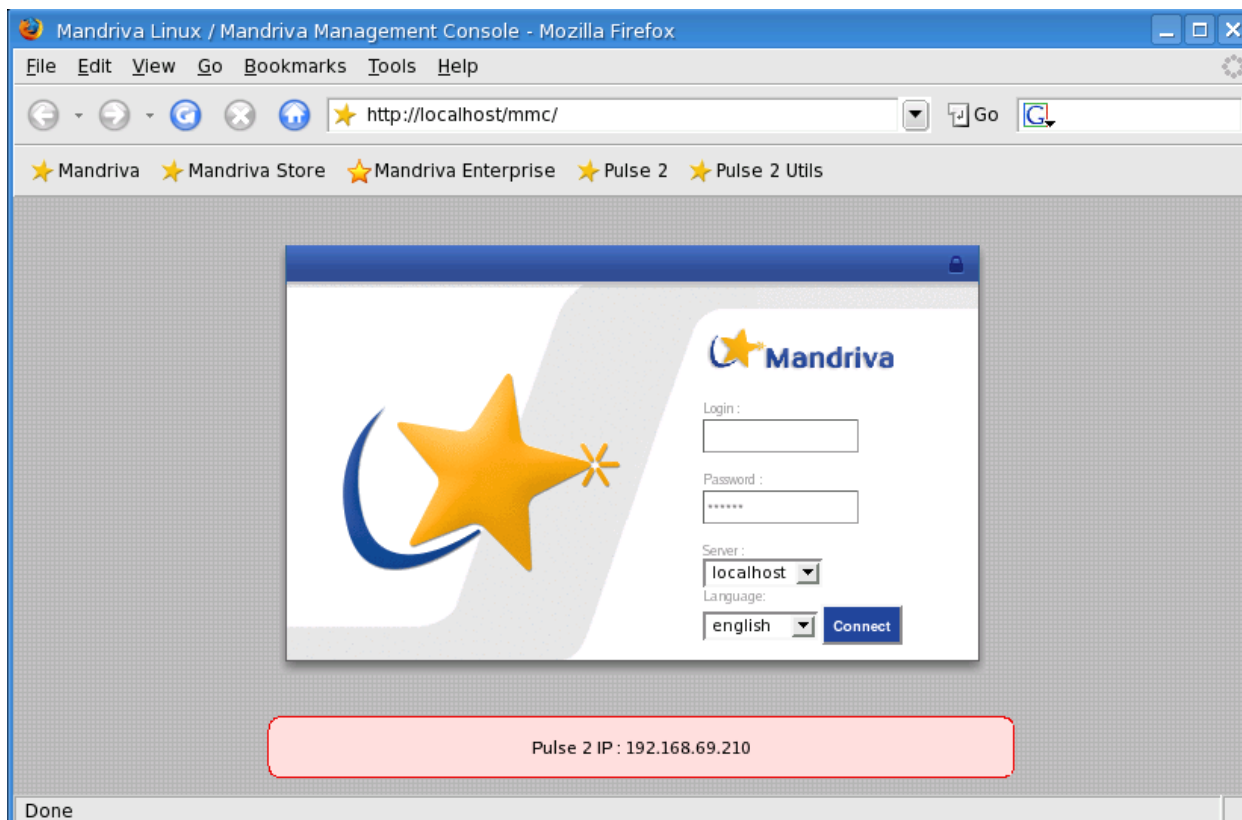 Mandriva Linux / Mandriva Management Console - Mozilla Firefox
File Edit View Go Bookmarks Tools Help
http://localhost/mmc/ Go G
Mandriva Mandriva Store Mandriva Enterprise Pulse 2 Pulse 2 Utils
Mandriva
Login :
Password :
******
Server :
localhost
Language:
english Connect
Pulse 2 IP : 192.168.69.210
Done